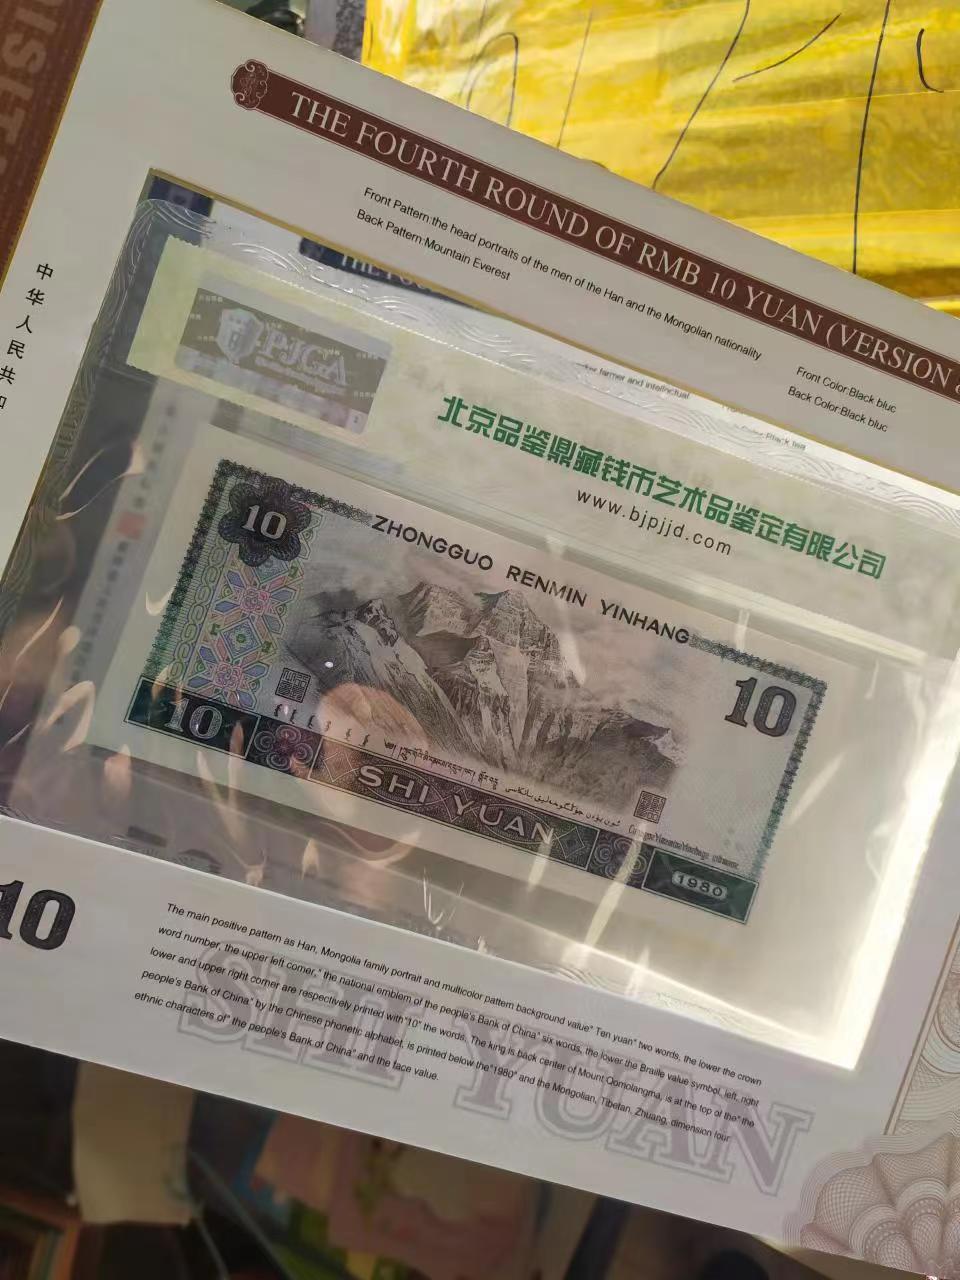 THE FOURTH ROUND OF RMB 10 YUAN (VERSION
Front Pattern:the head portraits of the men of the Han and the Mongolian nationality
Back Pattern:Mountain Everest
Front Color:Black bluc
Back Color:Black bluc
中华人民共和
farmer and intellectual
PJGA
北京品鉴鼎藏钱币艺术品鉴定有限公司
www.bjpjjd.com
10
ZHONGGUO RENMIN YINHANG
10
10
SHI YUAN
1980
10
The main positive pattern as Han, Mongolia family portrait and multicolor pattern background value" Ten yuan" two words, the lower the crown
word number, the upper left corner," the national emblem of the people's Bank of China" six words, the lower the Braille value symbol, left, right
lower and upper right corner are respectively printed with"10" the words. The king is back center of Mount Qomolangma, is at the top of the" the
people's Bank of China" by the Chinese phonetic alphabet, is printed below the"1980" and the Mongolian, Tibetan, Zhuang, dimension four
ethnic characters of" the people's Bank of China" and the face value.
SHI YUAN